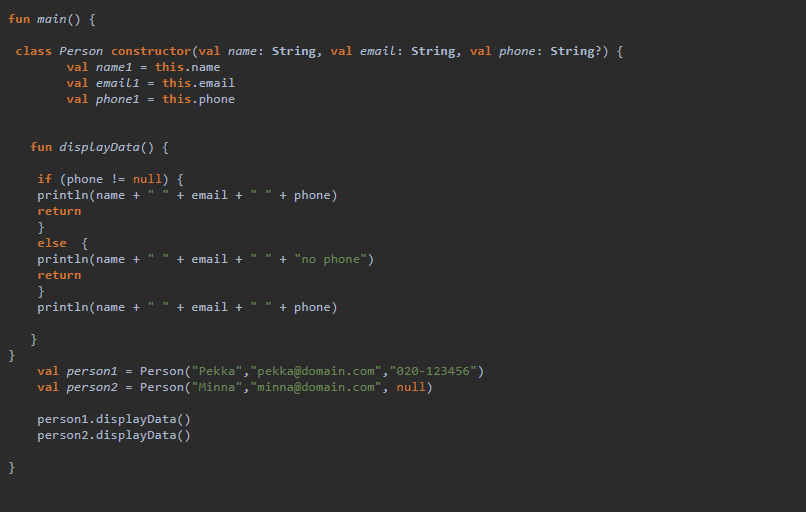 fun main() {
class Person constructor(val name: String, val email: String, val phone: String?) {
val name1 = this.name
val email1 = this.email
val phone1 = this.phone
fun displayData() {
if (phone != null) {
println(name + " " + email + " " + phone)
return
}
else  {
println(name + " " + email + " " + "no phone")
return
}
println(name + " " + email + " " + phone)
}
}
val person1 = Person("Pekka","pekka@domain.com","020-123456")
val person2 = Person("Minna","minna@domain.com", null)
person1.displayData()
person2.displayData()
}